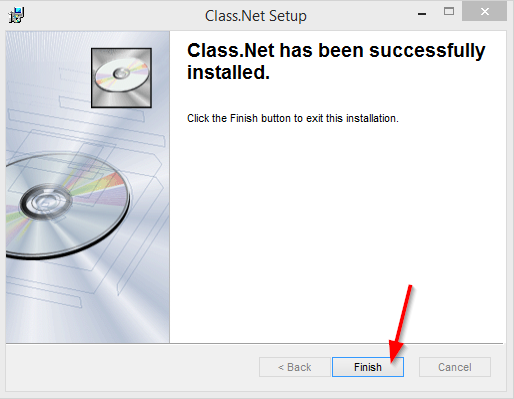 Class.Net Setup
Class.Net has been successfully
installed.
Click the Finish button to exit this installation.
< Back
Finish
Cancel